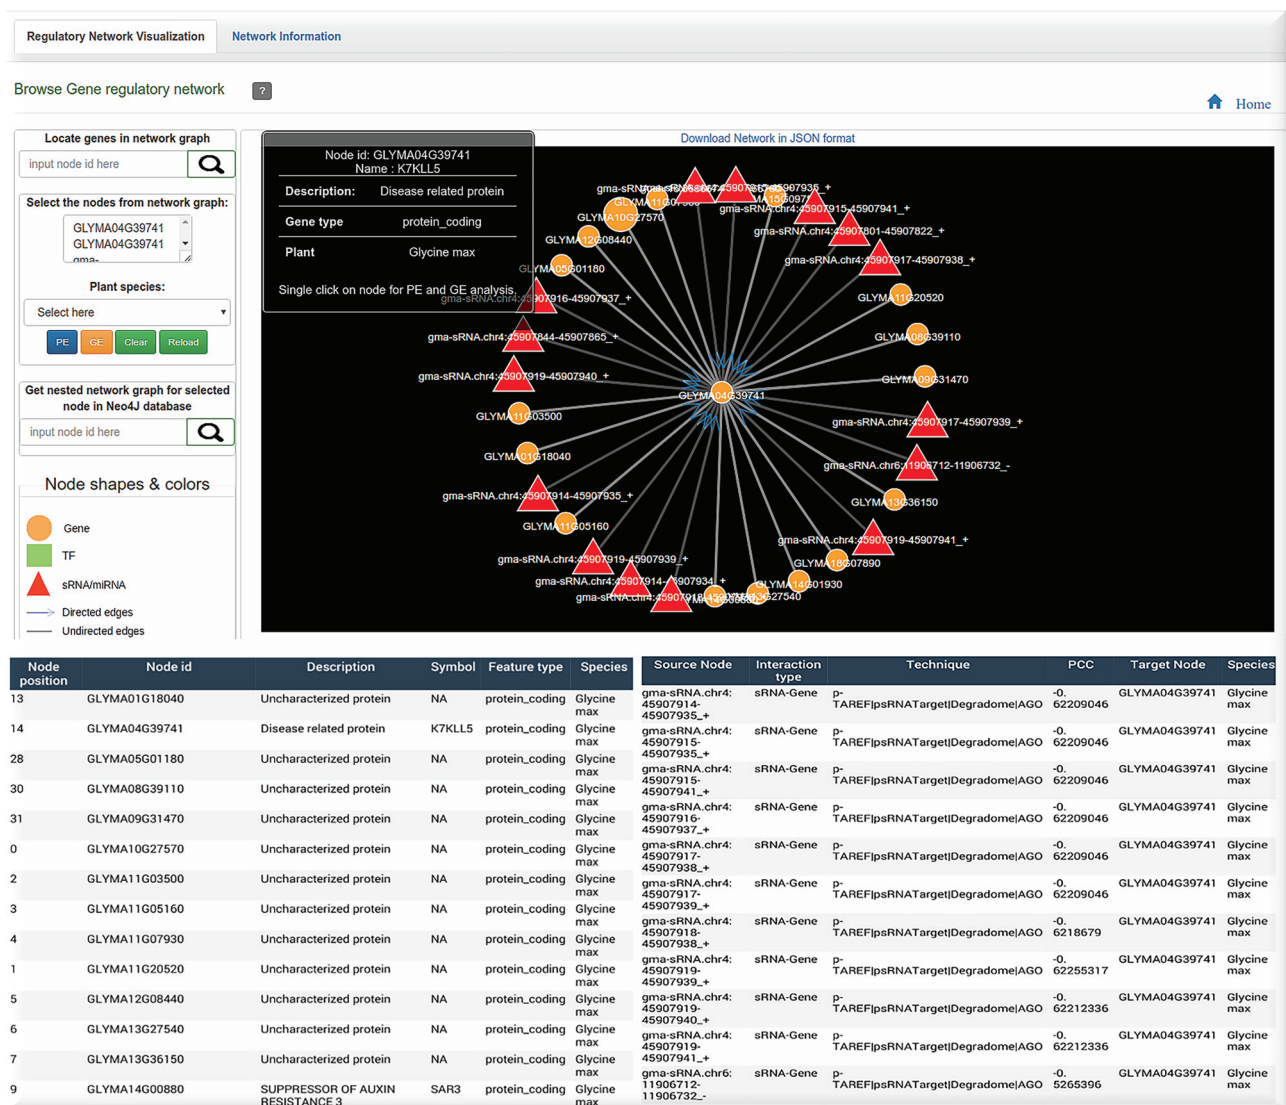 Regulatory Network Visualization
Network Information
Browse Gene regulatory network
?
Home
Locate genes in network graph
input node id here
Select the nodes from network graph:
GLYMA04G39741
GLYMA04G39741
gma-
Plant species:
Select here
PE GE Clear Reload
Get nested network graph for selected
node in Neo4J database
input node id here
Node shapes & colors
Gene
TF
sRNA/miRNA
Directed edges
Undirected edges
Download Network in JSON format
Node id: GLYMA04G39741
Name : K7KLL5
Description: Disease related protein
Gene type protein_coding
Plant Glycine max
Single click on node for PE and GE analysis.
gma-sRNA.chr4:45907915-45907941_+
gma-sRNA.chr4:45907801-45907822_+
gma-sRNA.chr4:45907917-45907938_+
GLYMA10G27570
GLYMA12G08440
GLYMA05G01180
gma-sRNA.chr4:45907916-45907937_+
GLYMA11G20520
gma-sRNA.chr4:45907844-45907865_+
GLYMA08G39110
gma-sRNA.chr4:45907919-45907940_+
GLYMA09G31470
GLYMA04G39741
GLYMA11G03500
gma-sRNA.chr4:45907917-45907939_+
GLYMA01G18040
gma-sRNA.chr6:11906712-11906732_-
gma-sRNA.chr4:45907914-45907935_+
GLYMA13G36150
GLYMA11G05160
gma-sRNA.chr4:45907919-45907941_+
gma-sRNA.chr4:45907919-45907939_+
GLYMA18G07890
gma-sRNA.chr4:45907914-45907934_+
GLYMA14G01930
Node position Node id Description Symbol Feature type Species
13 GLYMA01G18040 Uncharacterized protein NA protein_coding Glycine max
14 GLYMA04G39741 Disease related protein K7KLL5 protein_coding Glycine max
28 GLYMA05G01180 Uncharacterized protein NA protein_coding Glycine max
30 GLYMA08G39110 Uncharacterized protein NA protein_coding Glycine max
31 GLYMA09G31470 Uncharacterized protein NA protein_coding Glycine max
0 GLYMA10G27570 Uncharacterized protein NA protein_coding Glycine max
2 GLYMA11G03500 Uncharacterized protein NA protein_coding Glycine max
3 GLYMA11G05160 Uncharacterized protein NA protein_coding Glycine max
4 GLYMA11G07930 Uncharacterized protein NA protein_coding Glycine max
1 GLYMA11G20520 Uncharacterized protein NA protein_coding Glycine max
5 GLYMA12G08440 Uncharacterized protein NA protein_coding Glycine max
6 GLYMA13G27540 Uncharacterized protein NA protein_coding Glycine max
7 GLYMA13G36150 Uncharacterized protein NA protein_coding Glycine max
9 GLYMA14G00880 SUPPRESSOR OF AUXIN RESISTANCE 3 SAR3 protein_coding Glycine max
Source Node Interaction type Technique PCC Target Node Species
gma-sRNA.chr4:45907914-45907935_+ sRNA-Gene p-TAREF|psRNATarget|Degradome|AGO -0.62209046 GLYMA04G39741 Glycine max
gma-sRNA.chr4:45907915-45907935_+ sRNA-Gene p-TAREF|psRNATarget|Degradome|AGO -0.62209046 GLYMA04G39741 Glycine max
gma-sRNA.chr4:45907915-45907941_+ sRNA-Gene p-TAREF|psRNATarget|Degradome|AGO -0.62209046 GLYMA04G39741 Glycine max
gma-sRNA.chr4:45907916-45907937_+ sRNA-Gene p-TAREF|psRNATarget|Degradome|AGO -0.62209046 GLYMA04G39741 Glycine max
gma-sRNA.chr4:45907917-45907938_+ sRNA-Gene p-TAREF|psRNATarget|Degradome|AGO -0.62209046 GLYMA04G39741 Glycine max
gma-sRNA.chr4:45907917-45907939_+ sRNA-Gene p-TAREF|psRNATarget|Degradome|AGO -0.62209046 GLYMA04G39741 Glycine max
gma-sRNA.chr4:45907918-45907938_+ sRNA-Gene p-TAREF|psRNATarget|Degradome|AGO -0.6218679 GLYMA04G39741 Glycine max
gma-sRNA.chr4:45907919-45907939_+ sRNA-Gene p-TAREF|psRNATarget|Degradome|AGO -0.62255317 GLYMA04G39741 Glycine max
gma-sRNA.chr4:45907919-45907940_+ sRNA-Gene p-TAREF|psRNATarget|Degradome|AGO -0.62212336 GLYMA04G39741 Glycine max
gma-sRNA.chr4:45907919-45907941_+ sRNA-Gene p-TAREF|psRNATarget|Degradome|AGO -0.62212336 GLYMA04G39741 Glycine max
gma-sRNA.chr6:11906712-11906732_- sRNA-Gene p-TAREF|psRNATarget|Degradome|AGO -0.5265396 GLYMA04G39741 Glycine max